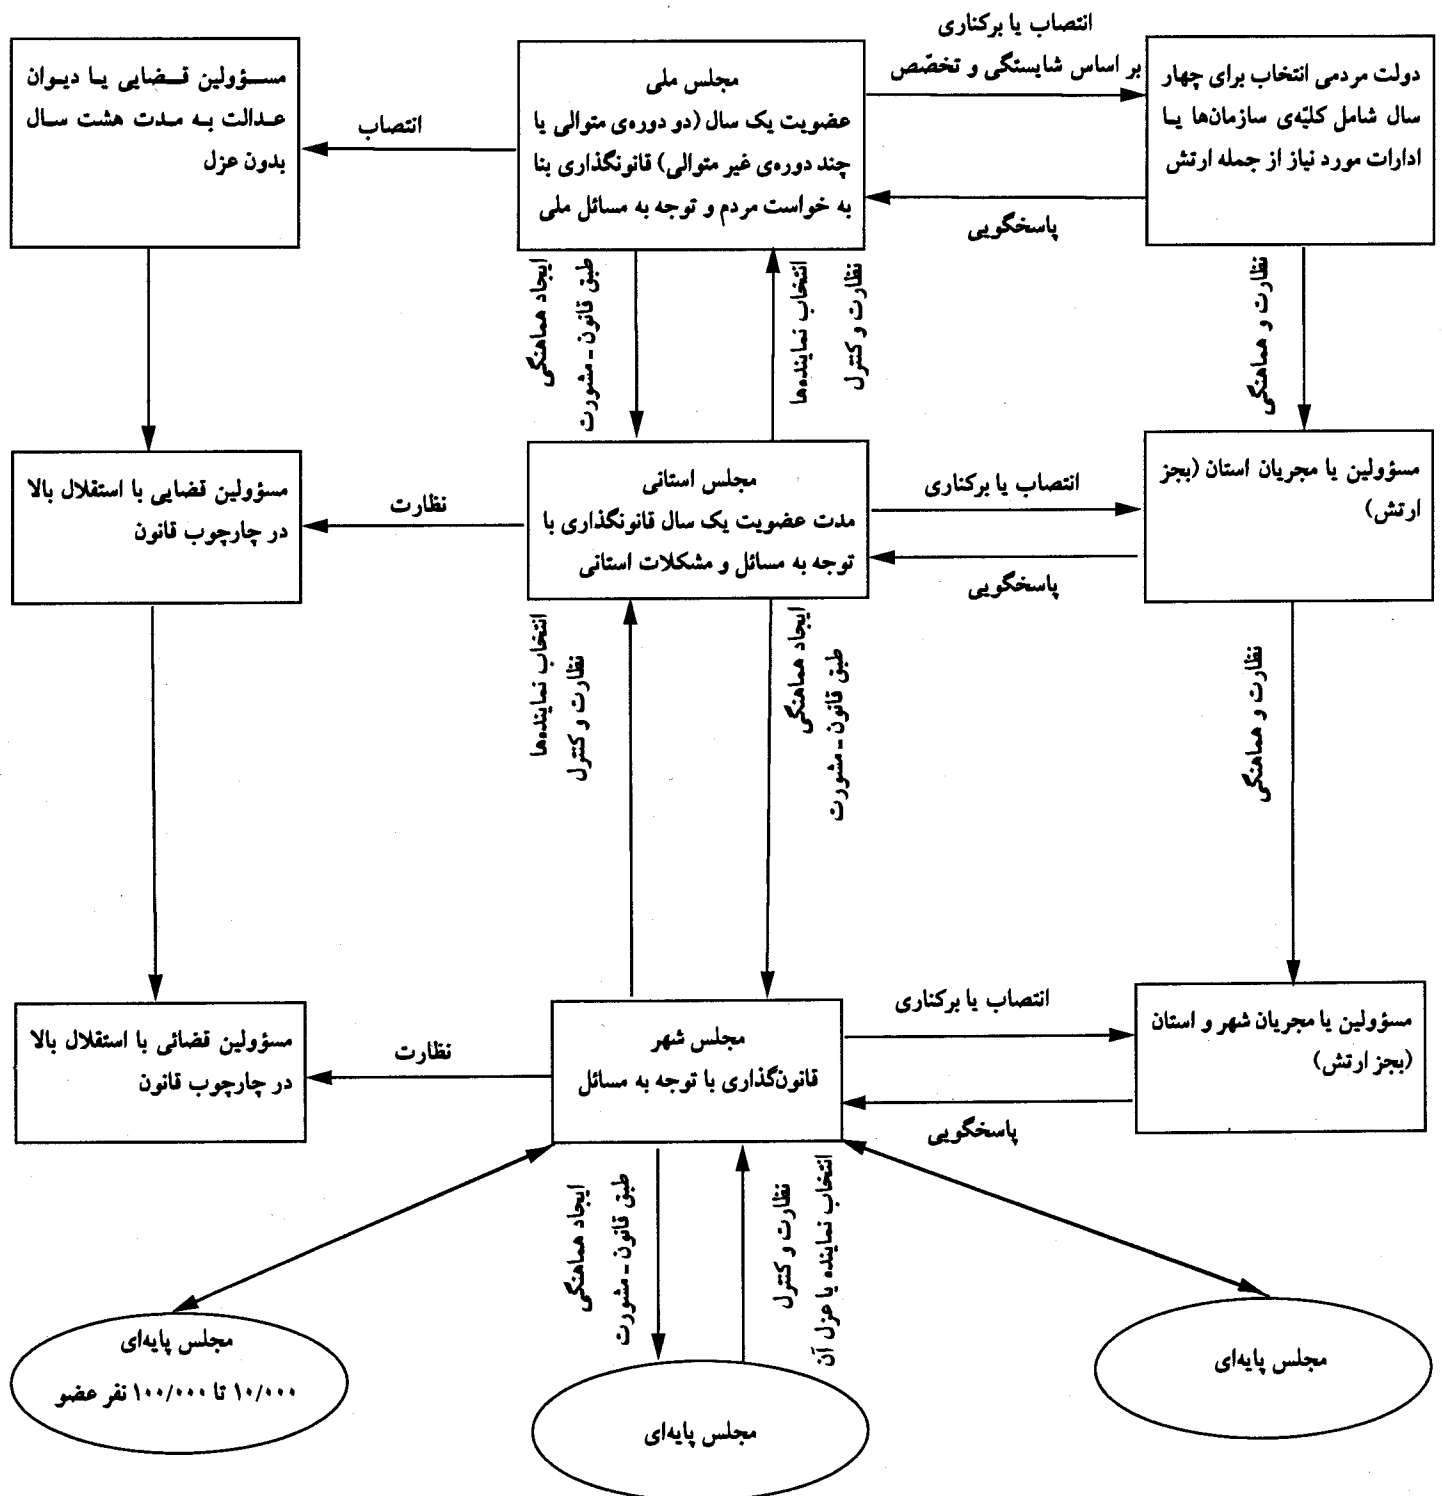 انتصاب یا برکناری
بر اساس شایستگی و تخصّص
دولت مردمی انتخاب برای چهار
سال شامل کلیّه‌ی سازمان‌ها یا
ادارات مورد نیاز از جمله ارتش
مجلس ملی
عضویت یک سال (دو دوره‌ی متوالی یا
چند دوره‌ی غیر متوالی) قانونگذاری بنا
به خواست مردم و توجه به مسائل ملی
انتصاب
مسؤولین قضایی یا دیوان
عدالت به مدت هشت سال
بدون عزل
پاسخگویی
نظارت و هماهنگی
نظارت و کنترل
انتخاب نماینده‌ها
طبق قانون - مشورت
ایجاد هماهنگی
مسؤولین یا مجریان استان (بجز
ارتش)
انتصاب یا برکناری
مجلس استانی
مدت عضویت یک سال قانونگذاری با
توجه به مسائل و مشکلات استانی
نظارت
مسؤولین قضایی با استقلال بالا
در چارچوب قانون
پاسخگویی
نظارت و هماهنگی
طبق قانون - مشورت
ایجاد هماهنگی
نظارت و کنترل
انتخاب نماینده‌ها
مسؤولین یا مجریان شهر و استان
(بجز ارتش)
انتصاب یا برکناری
مجلس شهر
قانون‌گذاری با توجه به مسائل
نظارت
مسؤولین قضائی با استقلال بالا
در چارچوب قانون
پاسخگویی
انتخاب نماینده یا عزل آن
نظارت و کنترل
طبق قانون - مشورت
ایجاد هماهنگی
مجلس پایه‌ای
مجلس پایه‌ای
مجلس پایه‌ای
۱۰/۰۰۰ تا ۱۰۰/۰۰۰ نفر عضو